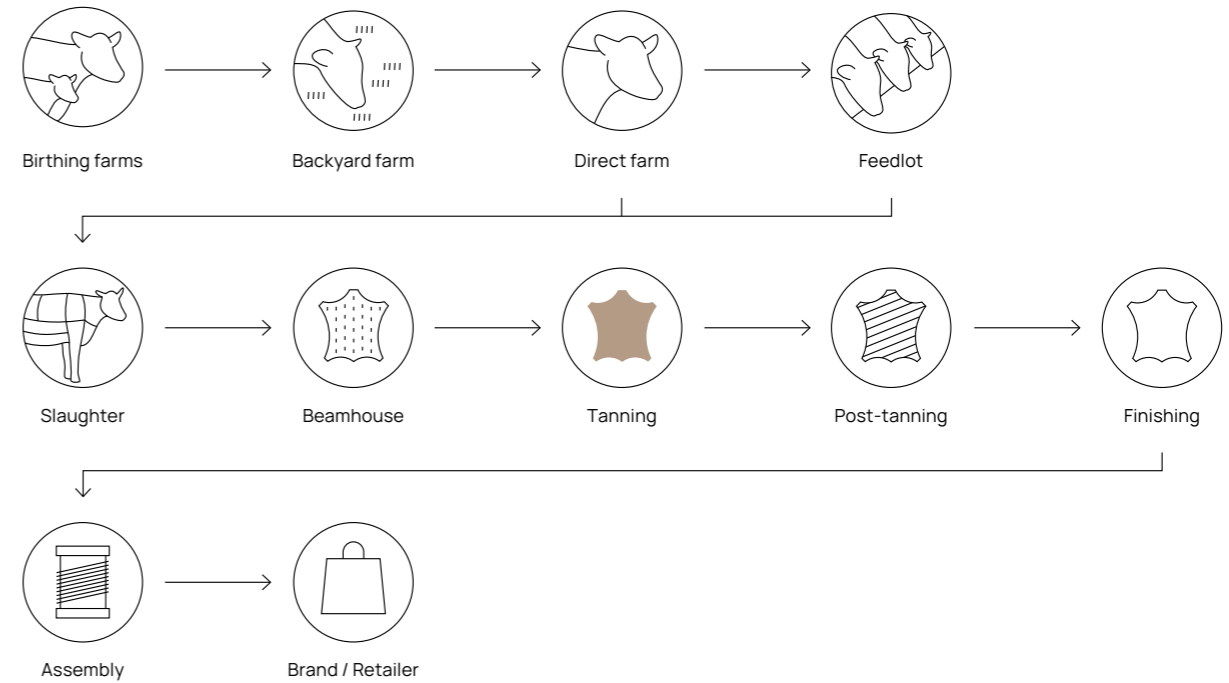 Birthing farms
Backyard farm
Direct farm
Feedlot
Slaughter
Beamhouse
Tanning
Post-tanning
Finishing
Assembly
Brand / Retailer